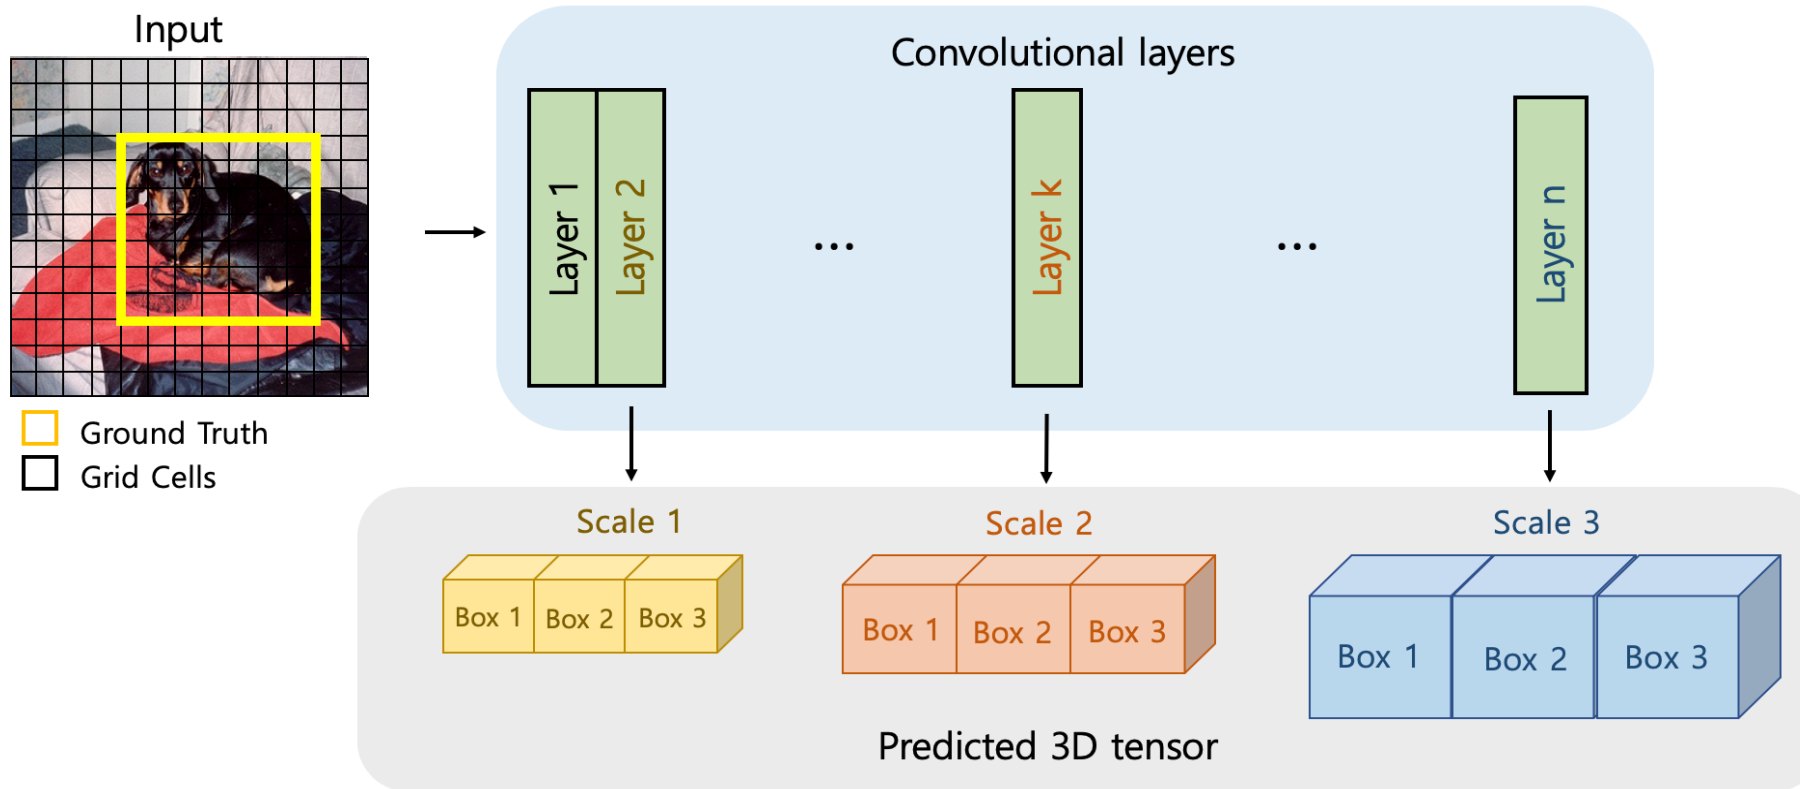 Input
Convolutional layers
Layer 1
Layer 2
...
Layer k
...
Layer n
Ground Truth
Grid Cells
Scale 1
Scale 2
Scale 3
Box 1
Box 2
Box 3
Box 1
Box 2
Box 3
Box 1
Box 2
Box 3
Predicted 3D tensor